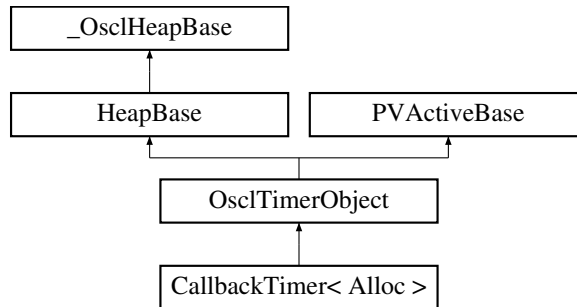 _OsclHeapBase
HeapBase
PVActiveBase
OsclTimerObject
CallbackTimer< Alloc >